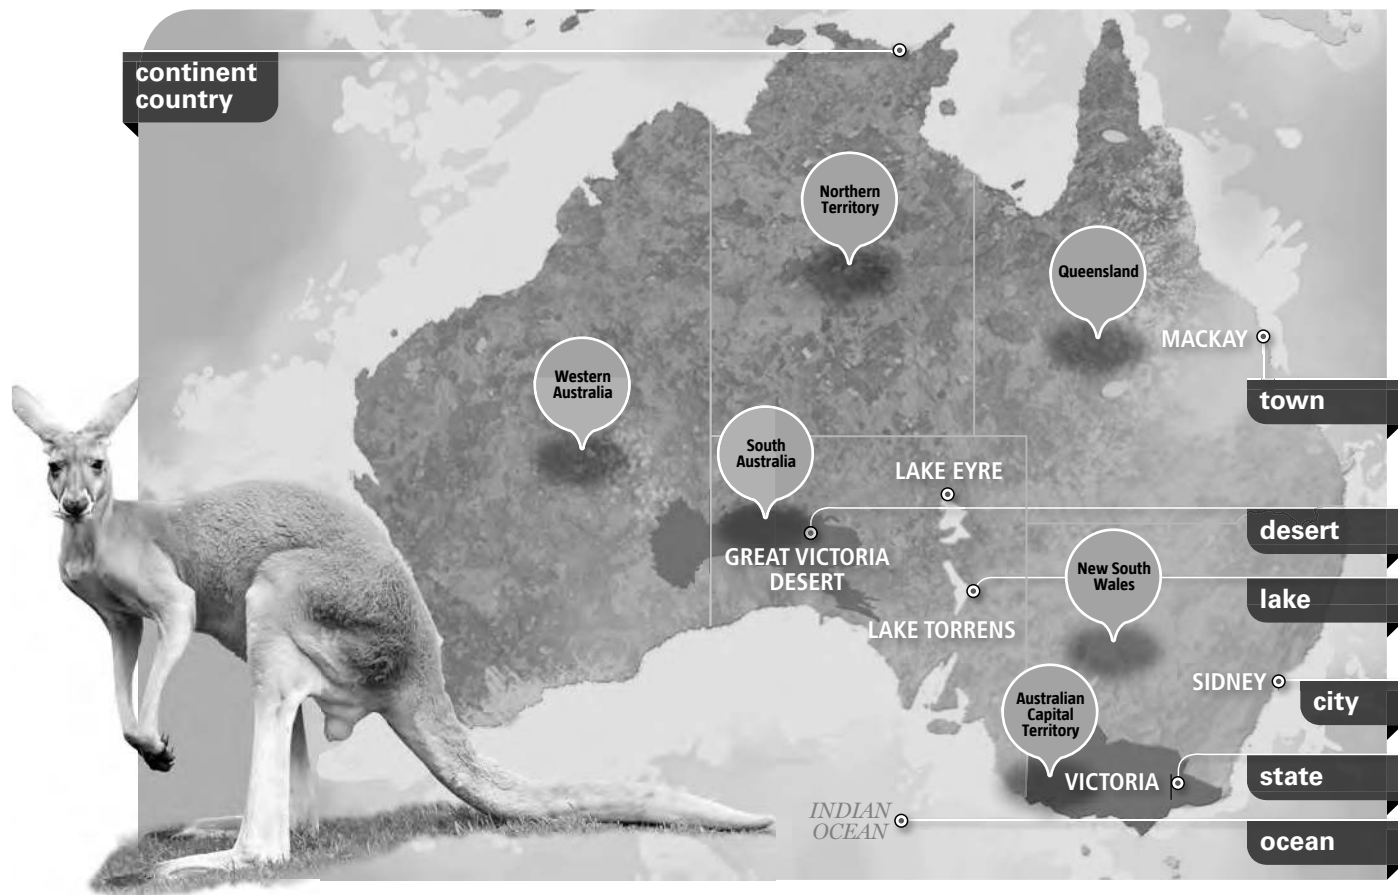 continent
country
Northern
Territory
Queensland
MACKAY
town
Western
Australia
South
Australia
LAKE EYRE
desert
GREAT VICTORIA
DESERT
New South
Wales
lake
LAKE TORRENS
SIDNEY
city
Australian
Capital
Territory
VICTORIA
state
INDIAN
OCEAN
ocean